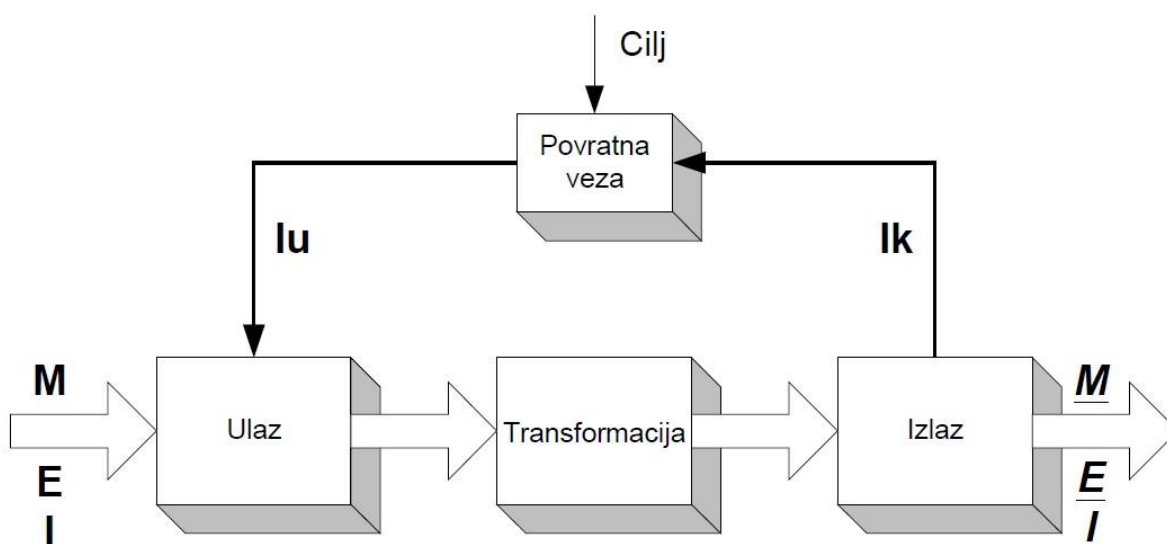 Cilj
Povratna
veza
Iu
Ik
M
E
I
Ulaz
Transformacija
Izlaz
M
E
I